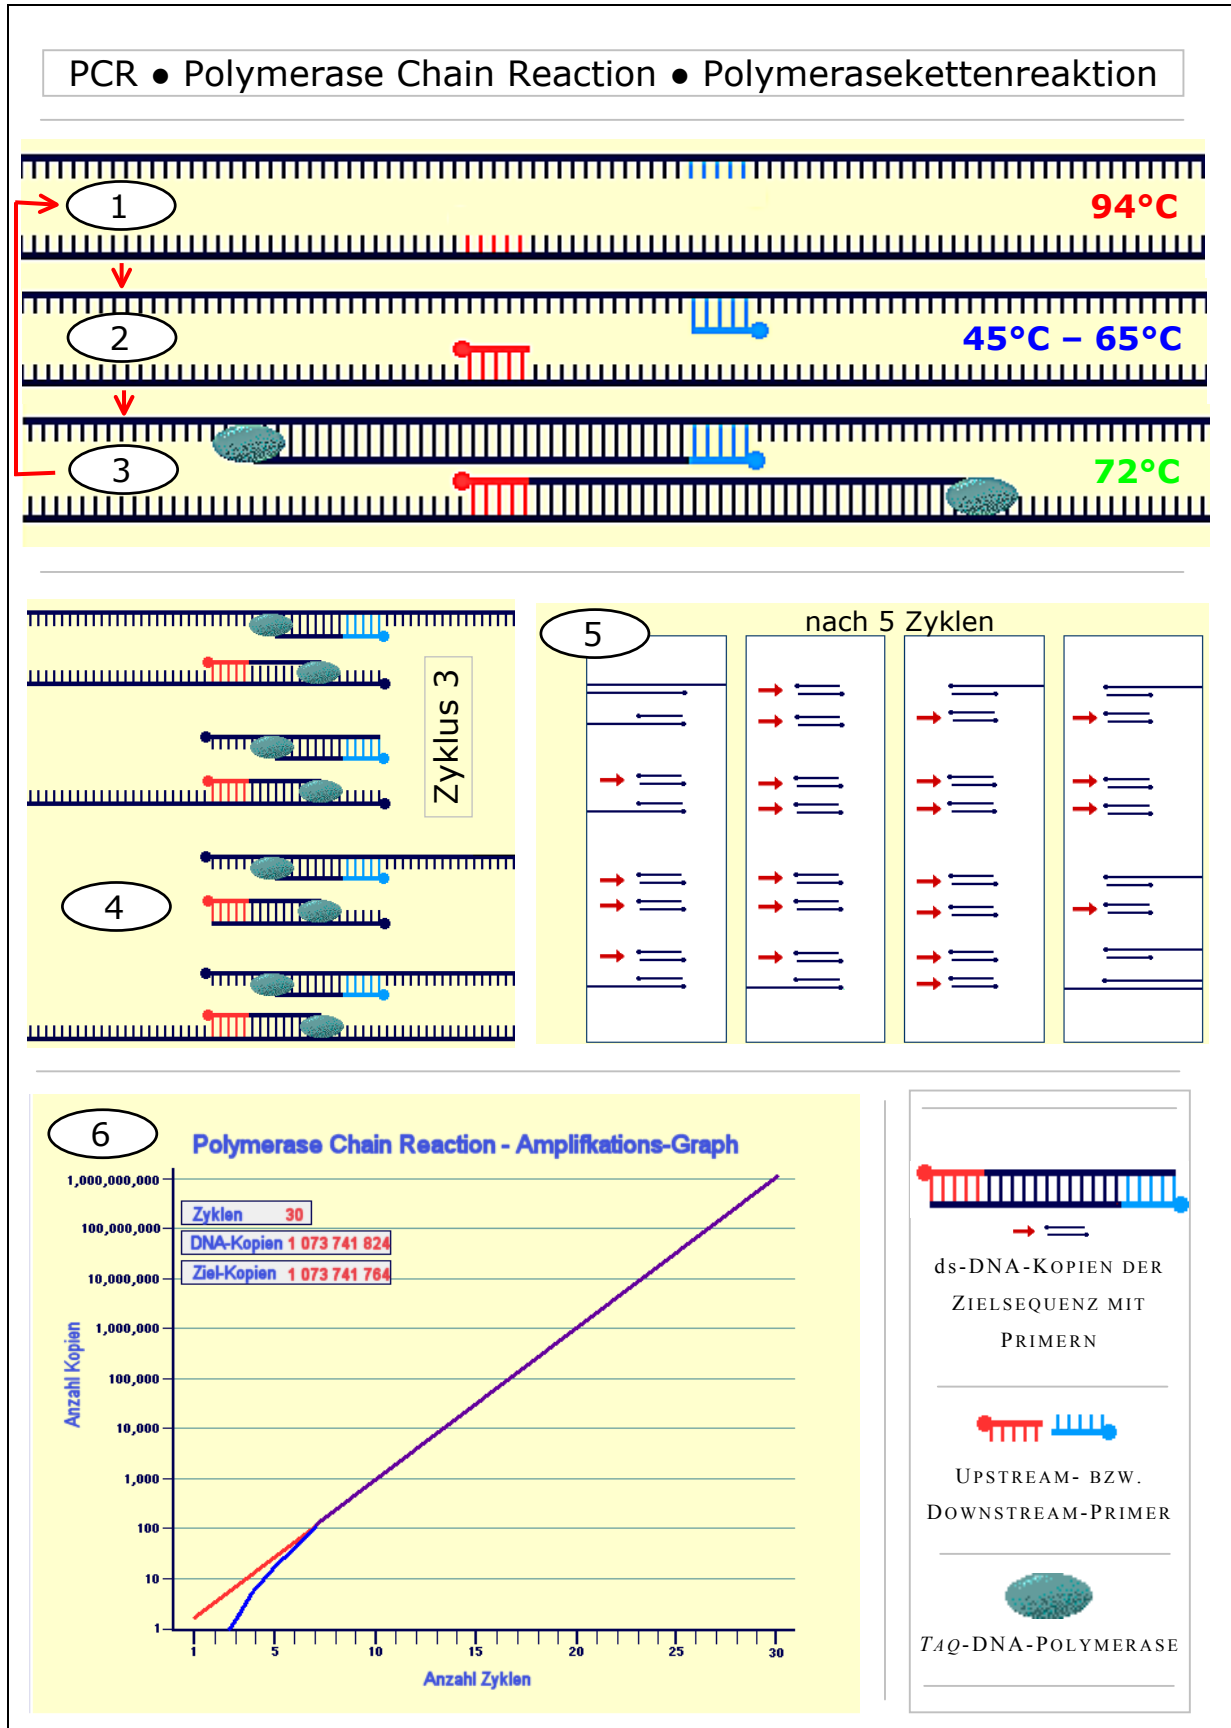 PCR ● Polymerase Chain Reaction ● Polymerasekettenreaktion
1
94°C
2
45°C – 65°C
3
72°C
Zyklus 3
4
5
nach 5 Zyklen
6
Polymerase Chain Reaction - Amplifkations-Graph
1,000,000,000
100,000,000
10,000,000
1,000,000
100,000
10,000
1,000
100
10
1
Zyklen 30
DNA-Kopien 1 073 741 824
Ziel-Kopien 1 073 741 764
Anzahl Kopien
1 5 10 15 20 25 30
Anzahl Zyklen
ds-DNA-KOPIEN DER
ZIELSEQUENZ MIT
PRIMERN
UPSTREAM- BZW.
DOWNSTREAM-PRIMER
TAQ-DNA-POLYMERASE